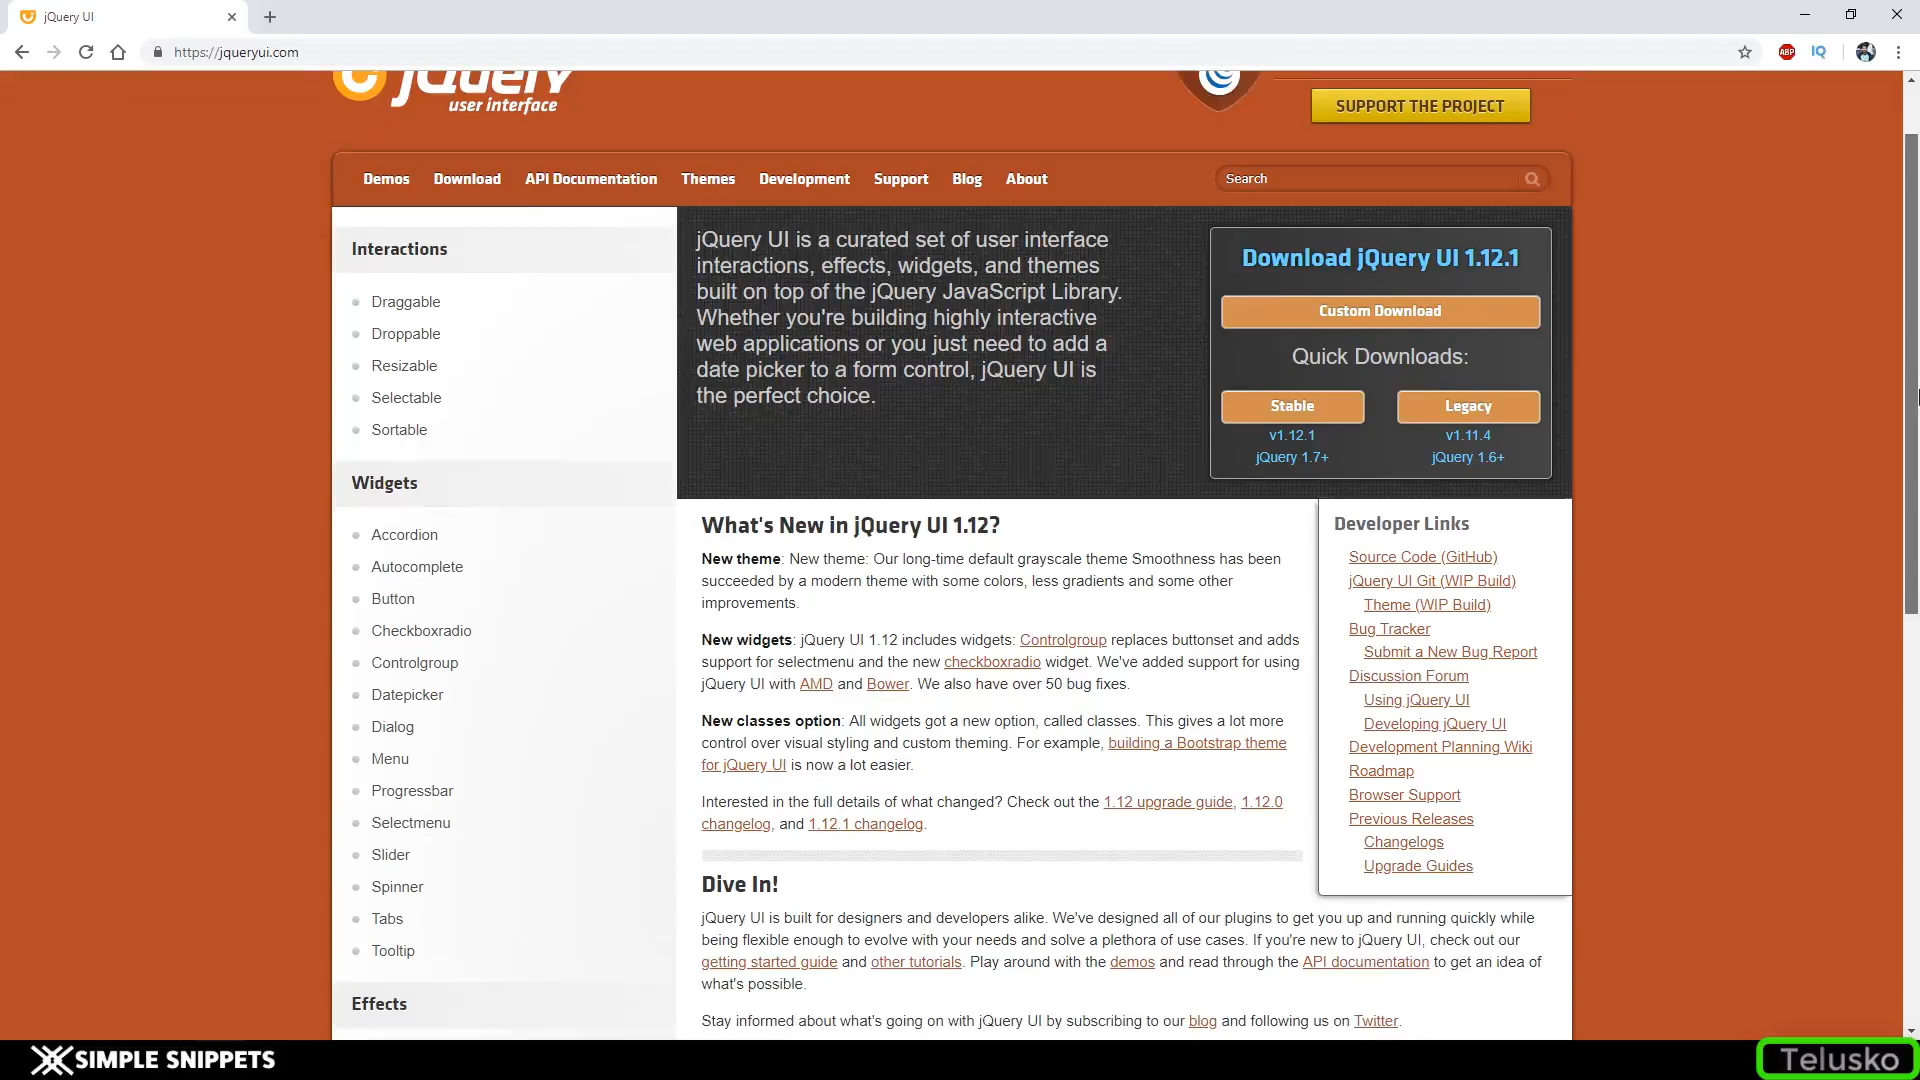 jQuery UI
https://jqueryui.com
ABP
IQ
jQuery
user interface
SUPPORT THE PROJECT
Demos Download API Documentation Themes Development Support Blog About
Search
Interactions
Draggable
Droppable
Resizable
Selectable
Sortable
Widgets
Accordion
Autocomplete
Button
Checkboxradio
Controlgroup
Datepicker
Dialog
Menu
Progressbar
Selectmenu
Slider
Spinner
Tabs
Tooltip
Effects
jQuery UI is a curated set of user interface
interactions, effects, widgets, and themes
built on top of the jQuery JavaScript Library.
Whether you're building highly interactive
web applications or you just need to add a
date picker to a form control, jQuery UI is
the perfect choice.
Download jQuery UI 1.12.1
Custom Download
Quick Downloads:
Stable Legacy
v1.12.1 v1.11.4
jQuery 1.7+ jQuery 1.6+
What's New in jQuery UI 1.12?
New theme: New theme: Our long-time default grayscale theme Smoothness has been
succeeded by a modern theme with some colors, less gradients and some other
improvements.
New widgets: jQuery UI 1.12 includes widgets: Controlgroup replaces buttonset and adds
support for selectmenu and the new checkboxradio widget. We've added support for using
jQuery UI with AMD and Bower. We also have over 50 bug fixes.
New classes option: All widgets got a new option, called classes. This gives a lot more
control over visual styling and custom theming. For example, building a Bootstrap theme
for jQuery UI is now a lot easier.
Interested in the full details of what changed? Check out the 1.12 upgrade guide, 1.12.0
changelog, and 1.12.1 changelog.
Developer Links
Source Code (GitHub)
jQuery UI Git (WIP Build)
Theme (WIP Build)
Bug Tracker
Submit a New Bug Report
Discussion Forum
Using jQuery UI
Developing jQuery UI
Development Planning Wiki
Roadmap
Browser Support
Previous Releases
Changelogs
Upgrade Guides
Dive In!
jQuery UI is built for designers and developers alike. We've designed all of our plugins to get you up and running quickly while
being flexible enough to evolve with your needs and solve a plethora of use cases. If you're new to jQuery UI, check out our
getting started guide and other tutorials. Play around with the demos and read through the API documentation to get an idea of
what's possible.
Stay informed about what's going on with jQuery UI by subscribing to our blog and following us on Twitter.
SIMPLE SNIPPETS
Telusko